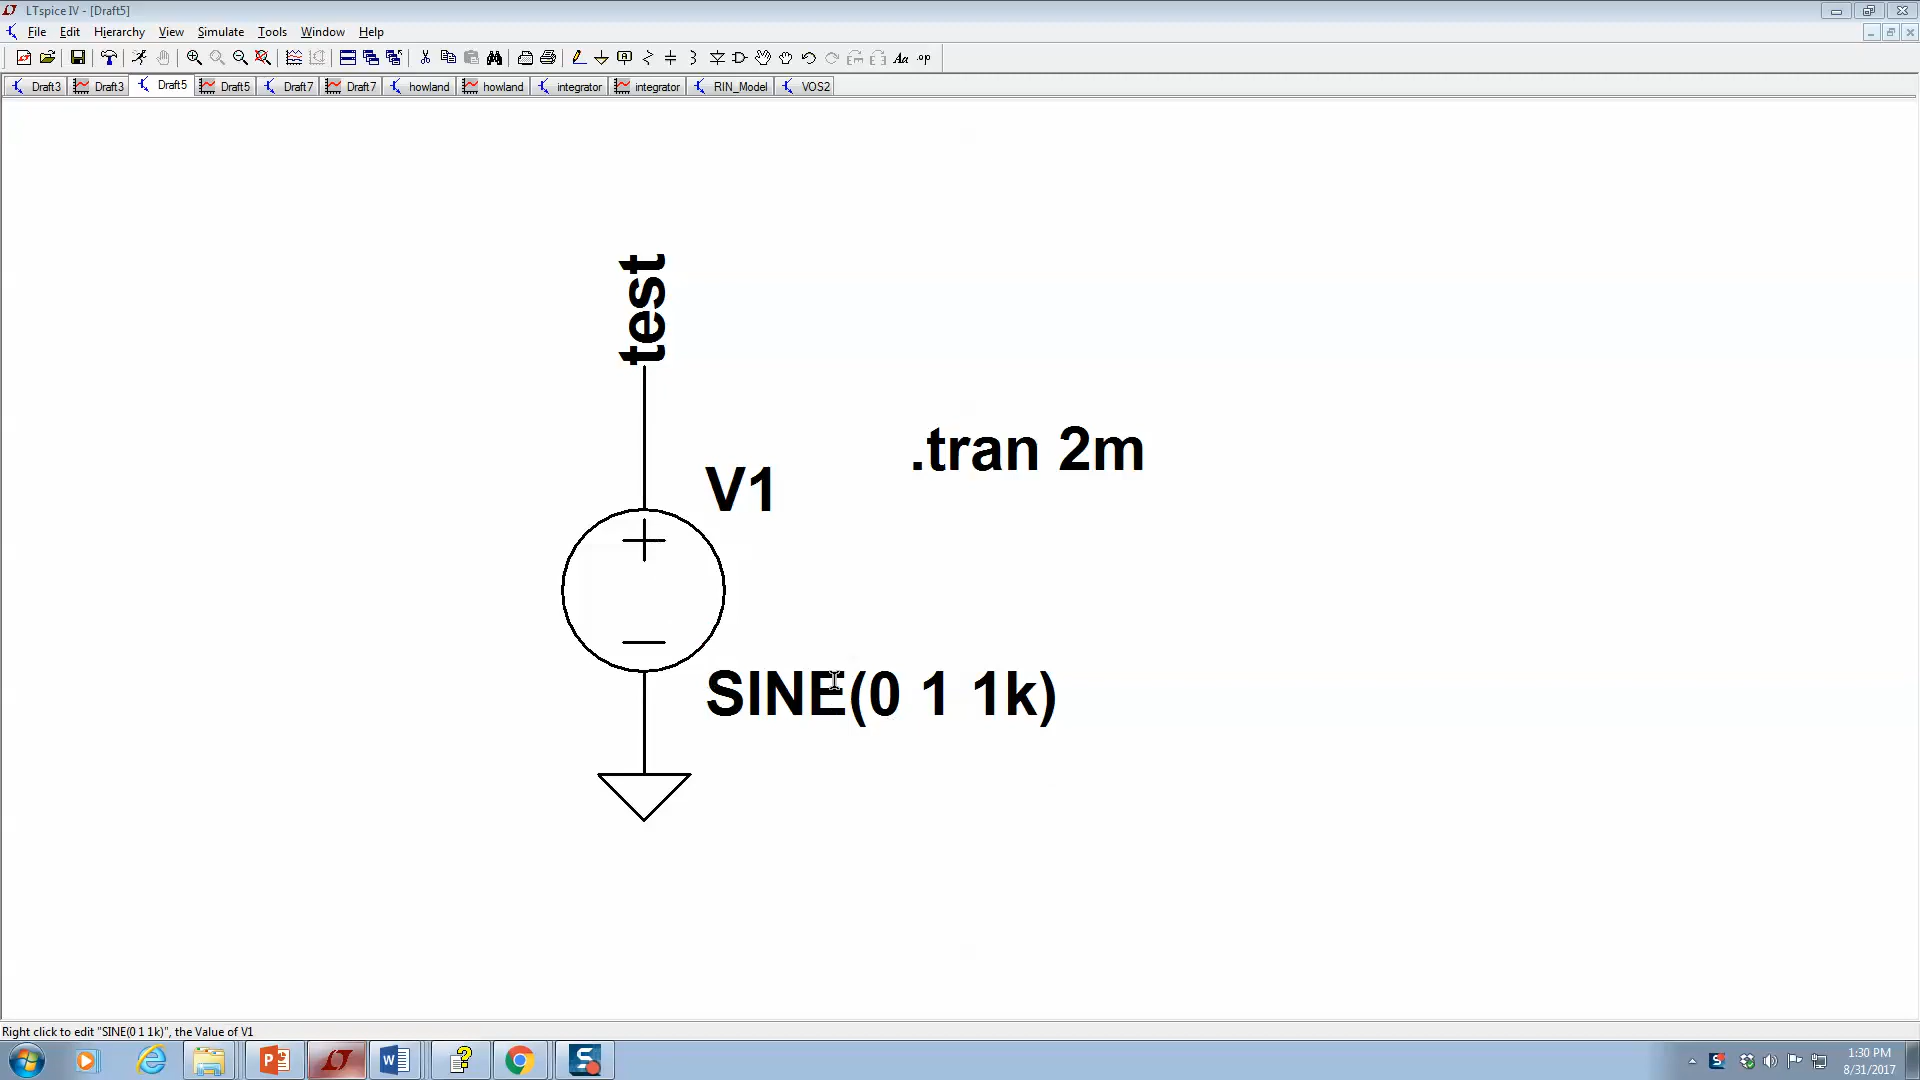 LTspice IV - [Draft5]
File Edit Hierarchy View Simulate Tools Window Help
Aa .op
Draft3 Draft3 Draft5 Draft5 Draft7 Draft7 howland howland integrator integrator RIN_Model VOS2
test
.tran 2m
V1
SINE(0 1 1k)
Right click to edit "SINE(0 1 1k)", the Value of V1
1:30 PM
8/31/2017